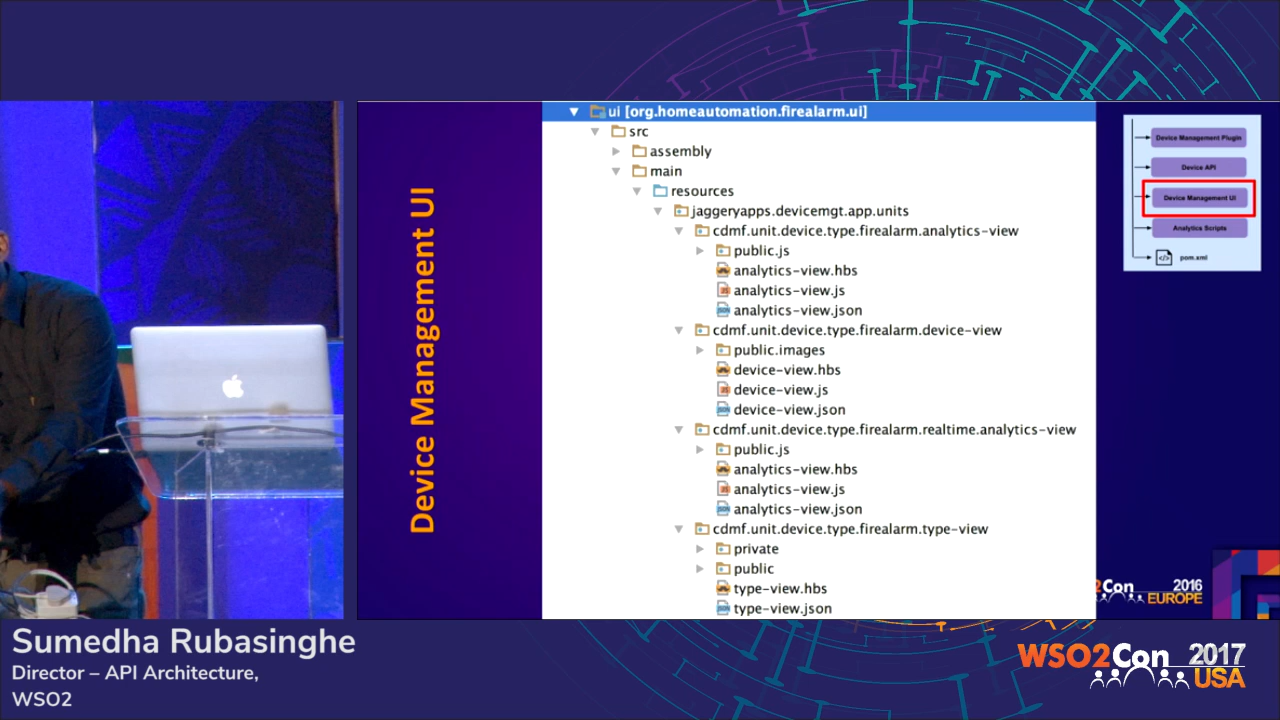 Device Management UI
ui [org.homeautomation.firealarm.ui]
src
assembly
main
resources
jaggeryapps.devicemgt.app.units
cdmf.unit.device.type.firealarm.analytics-view
public.js
analytics-view.hbs
analytics-view.js
analytics-view.json
cdmf.unit.device.type.firealarm.device-view
public.images
device-view.hbs
device-view.js
device-view.json
cdmf.unit.device.type.firealarm.realtime.analytics-view
public.js
analytics-view.hbs
analytics-view.js
analytics-view.json
cdmf.unit.device.type.firealarm.type-view
private
public
type-view.hbs
type-view.json
Device Management Plugin
Device API
Device Management UI
Analytics Scripts
</> pom.xml
2Con 2016
EUROPE
Sumedha Rubasinghe
Director – API Architecture,
WSO2
WSO2Con 2017
USA